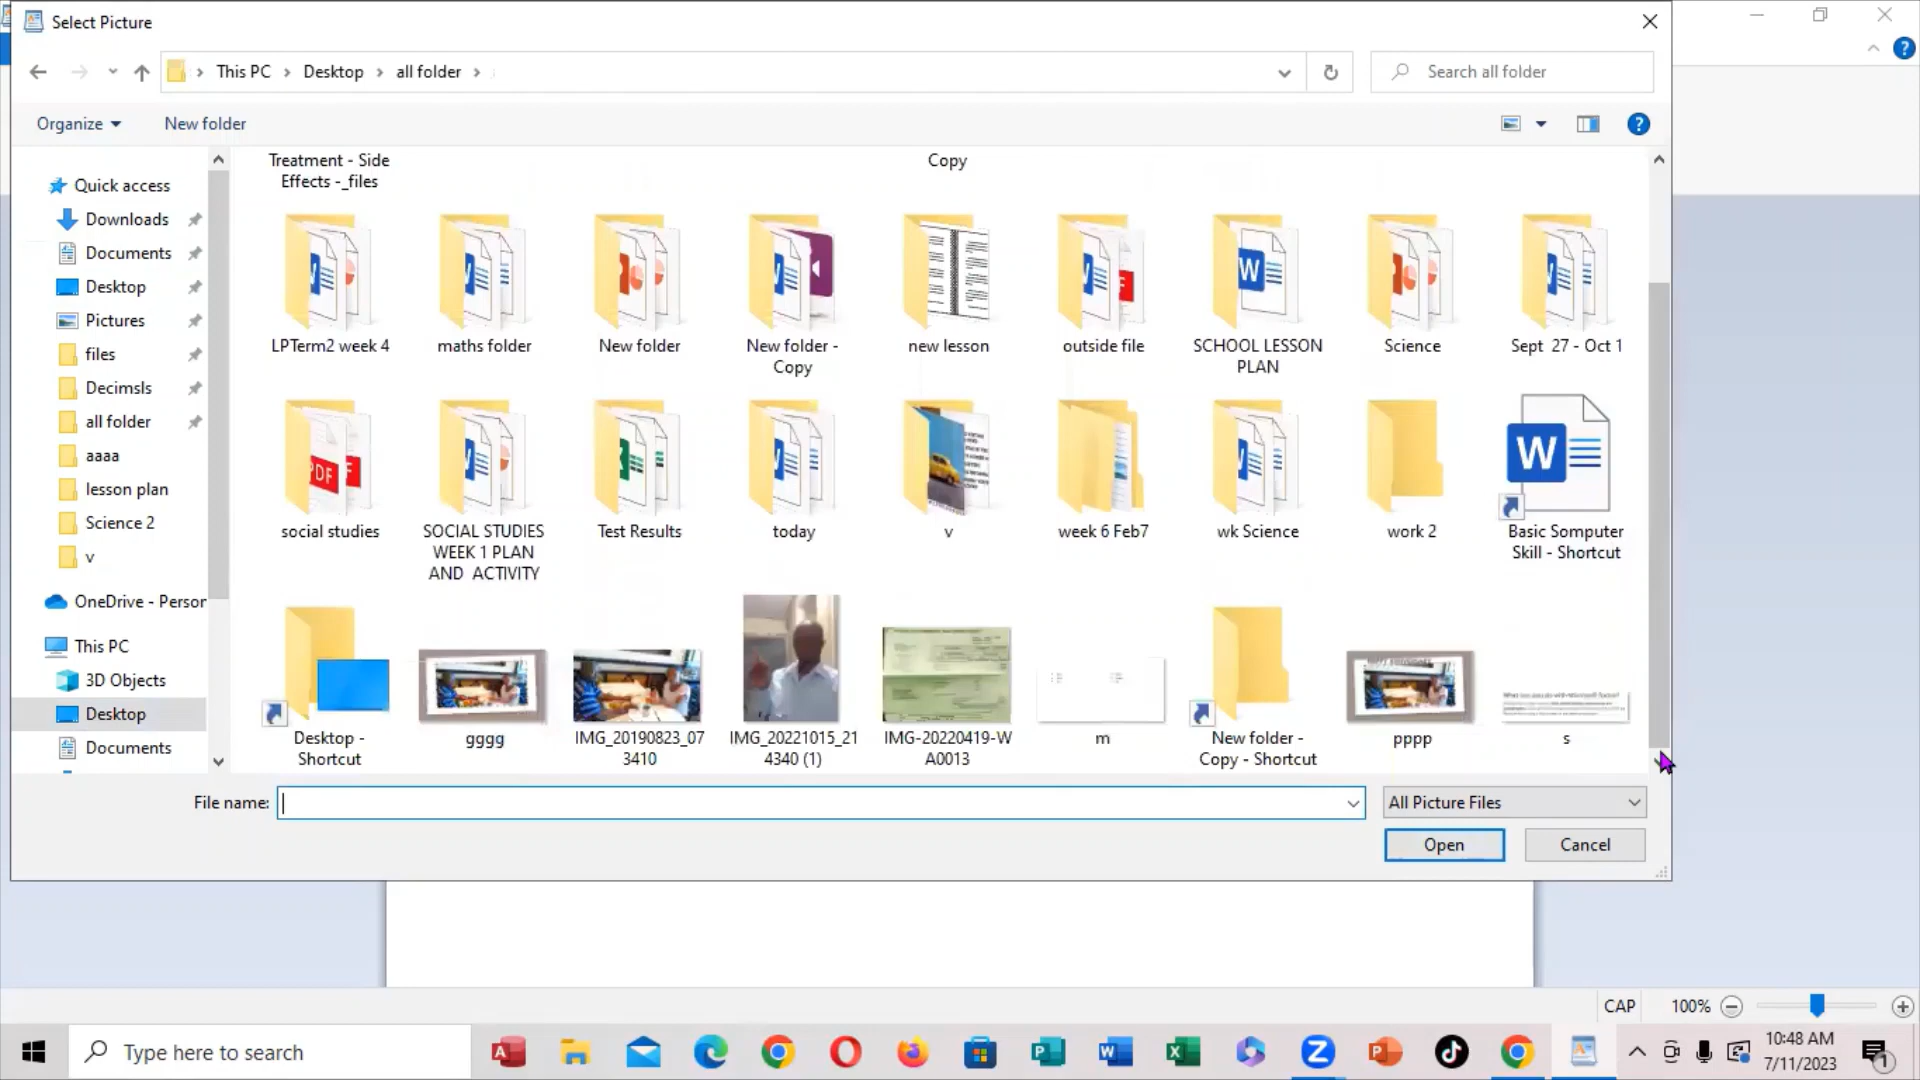 Select Picture
This PC
Desktop
all folder
Search all folder
Organize
New folder
Quick access
Downloads
Documents
Desktop
Pictures
files
Decimsls
all folder
aaaa
lesson plan
Science 2
v
OneDrive - Person
This PC
3D Objects
Desktop
Documents
Treatment - Side
Effects -_files
Copy
LPTerm2 week 4
maths folder
New folder
New folder -
Copy
new lesson
outside file
SCHOOL LESSON
PLAN
Science
Sept 27 - Oct 1
social studies
SOCIAL STUDIES
WEEK 1 PLAN
AND ACTIVITY
Test Results
today
v
week 6 Feb7
wk Science
work 2
Basic Somputer
Skill - Shortcut
Desktop -
Shortcut
gggg
IMG_20190823_07
3410
IMG_20221015_21
4340 (1)
IMG-20220419-W
A0013
m
New folder -
Copy - Shortcut
pppp
s
File name:
All Picture Files
Open
Cancel
CAP
100%
Type here to search
10:48 AM
7/11/2023
1